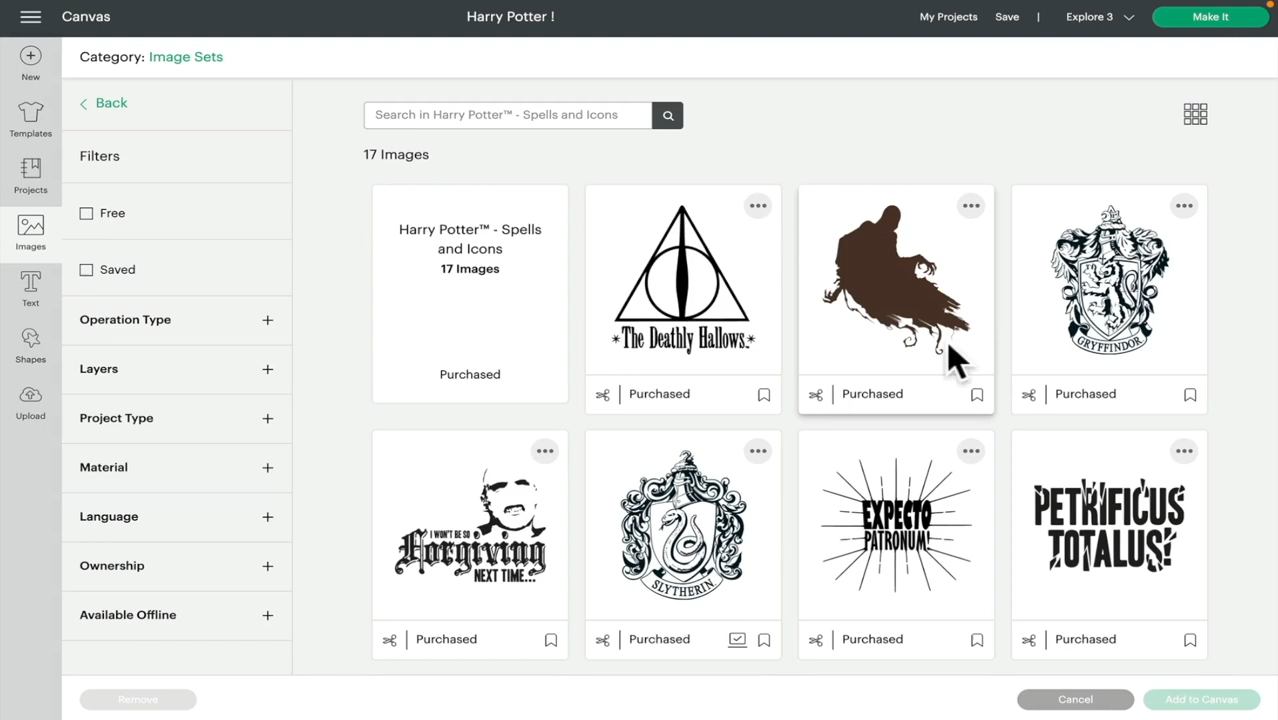 Canvas
Harry Potter !
My Projects
Save
|
Explore 3
Make It
New
Templates
Projects
Images
Text
Shapes
Upload
Category: Image Sets
Back
Filters
Free
Saved
Operation Type
Layers
Project Type
Material
Language
Ownership
Available Offline
Remove
Search in Harry Potter™ - Spells and Icons
17 Images
Harry Potter™ - Spells
and Icons
17 Images
Purchased
*The Deathly Hallows.*
Purchased
Purchased
GRYFFINDOR
Purchased
I WON'T BE SO
Forgiving
NEXT TIME...
Purchased
SLYTHERIN
Purchased
EXPECTO
PATRONUM!
Purchased
PETRIFICUS
TOTALUS!
Purchased
Cancel
Add to Canvas